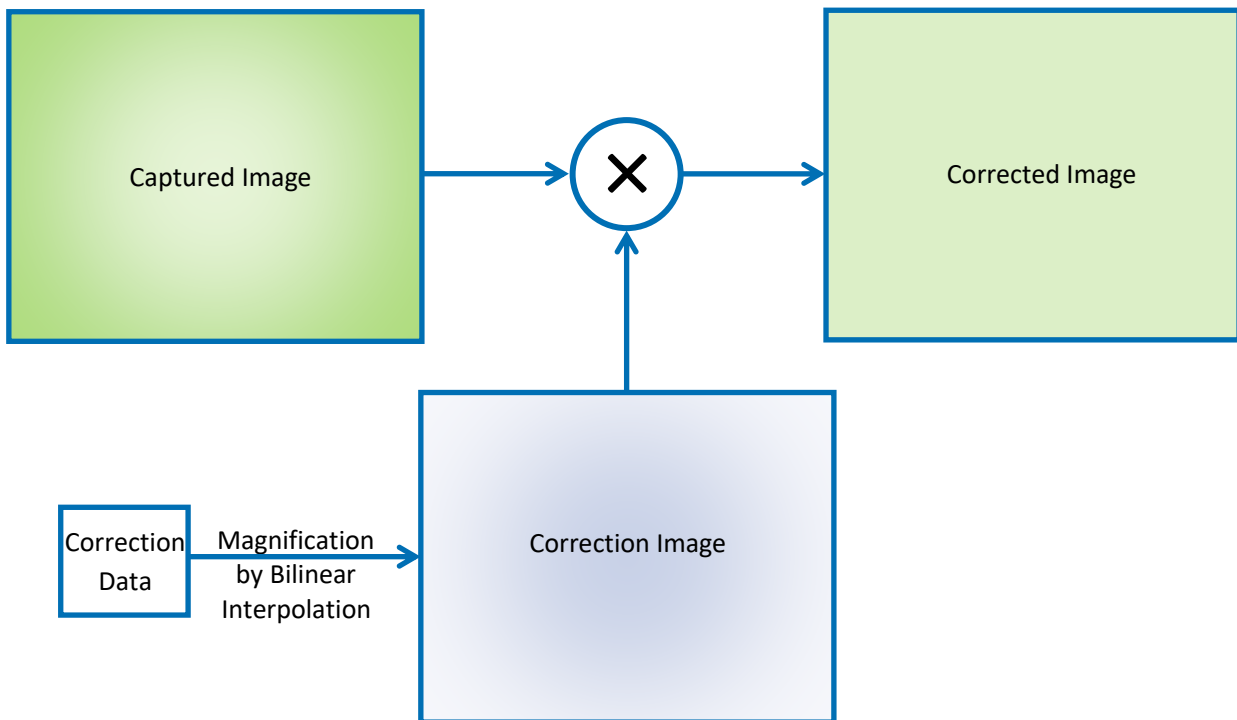 Captured Image
Corrected Image
Correction Image
Correction
Data
Magnification
by Bilinear
Interpolation